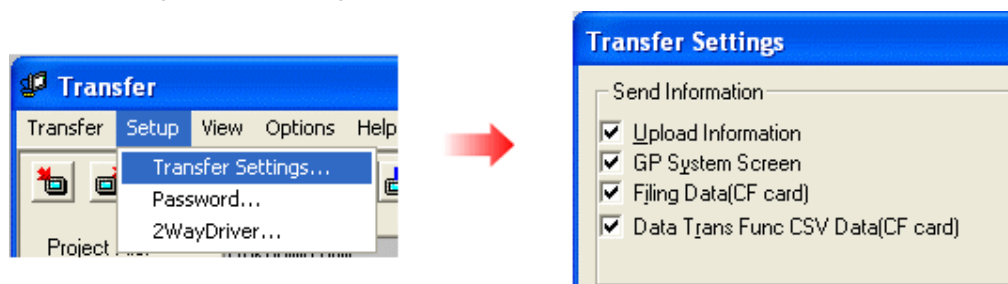 Transfer
Transfer Setup View Options Help
Transfer Settings...
Password...
2WayDriver...
Project
Transfer Settings
Send Information
Upload Information
GP System Screen
Filing Data(CF card)
Data Trans Func CSV Data(CF card)